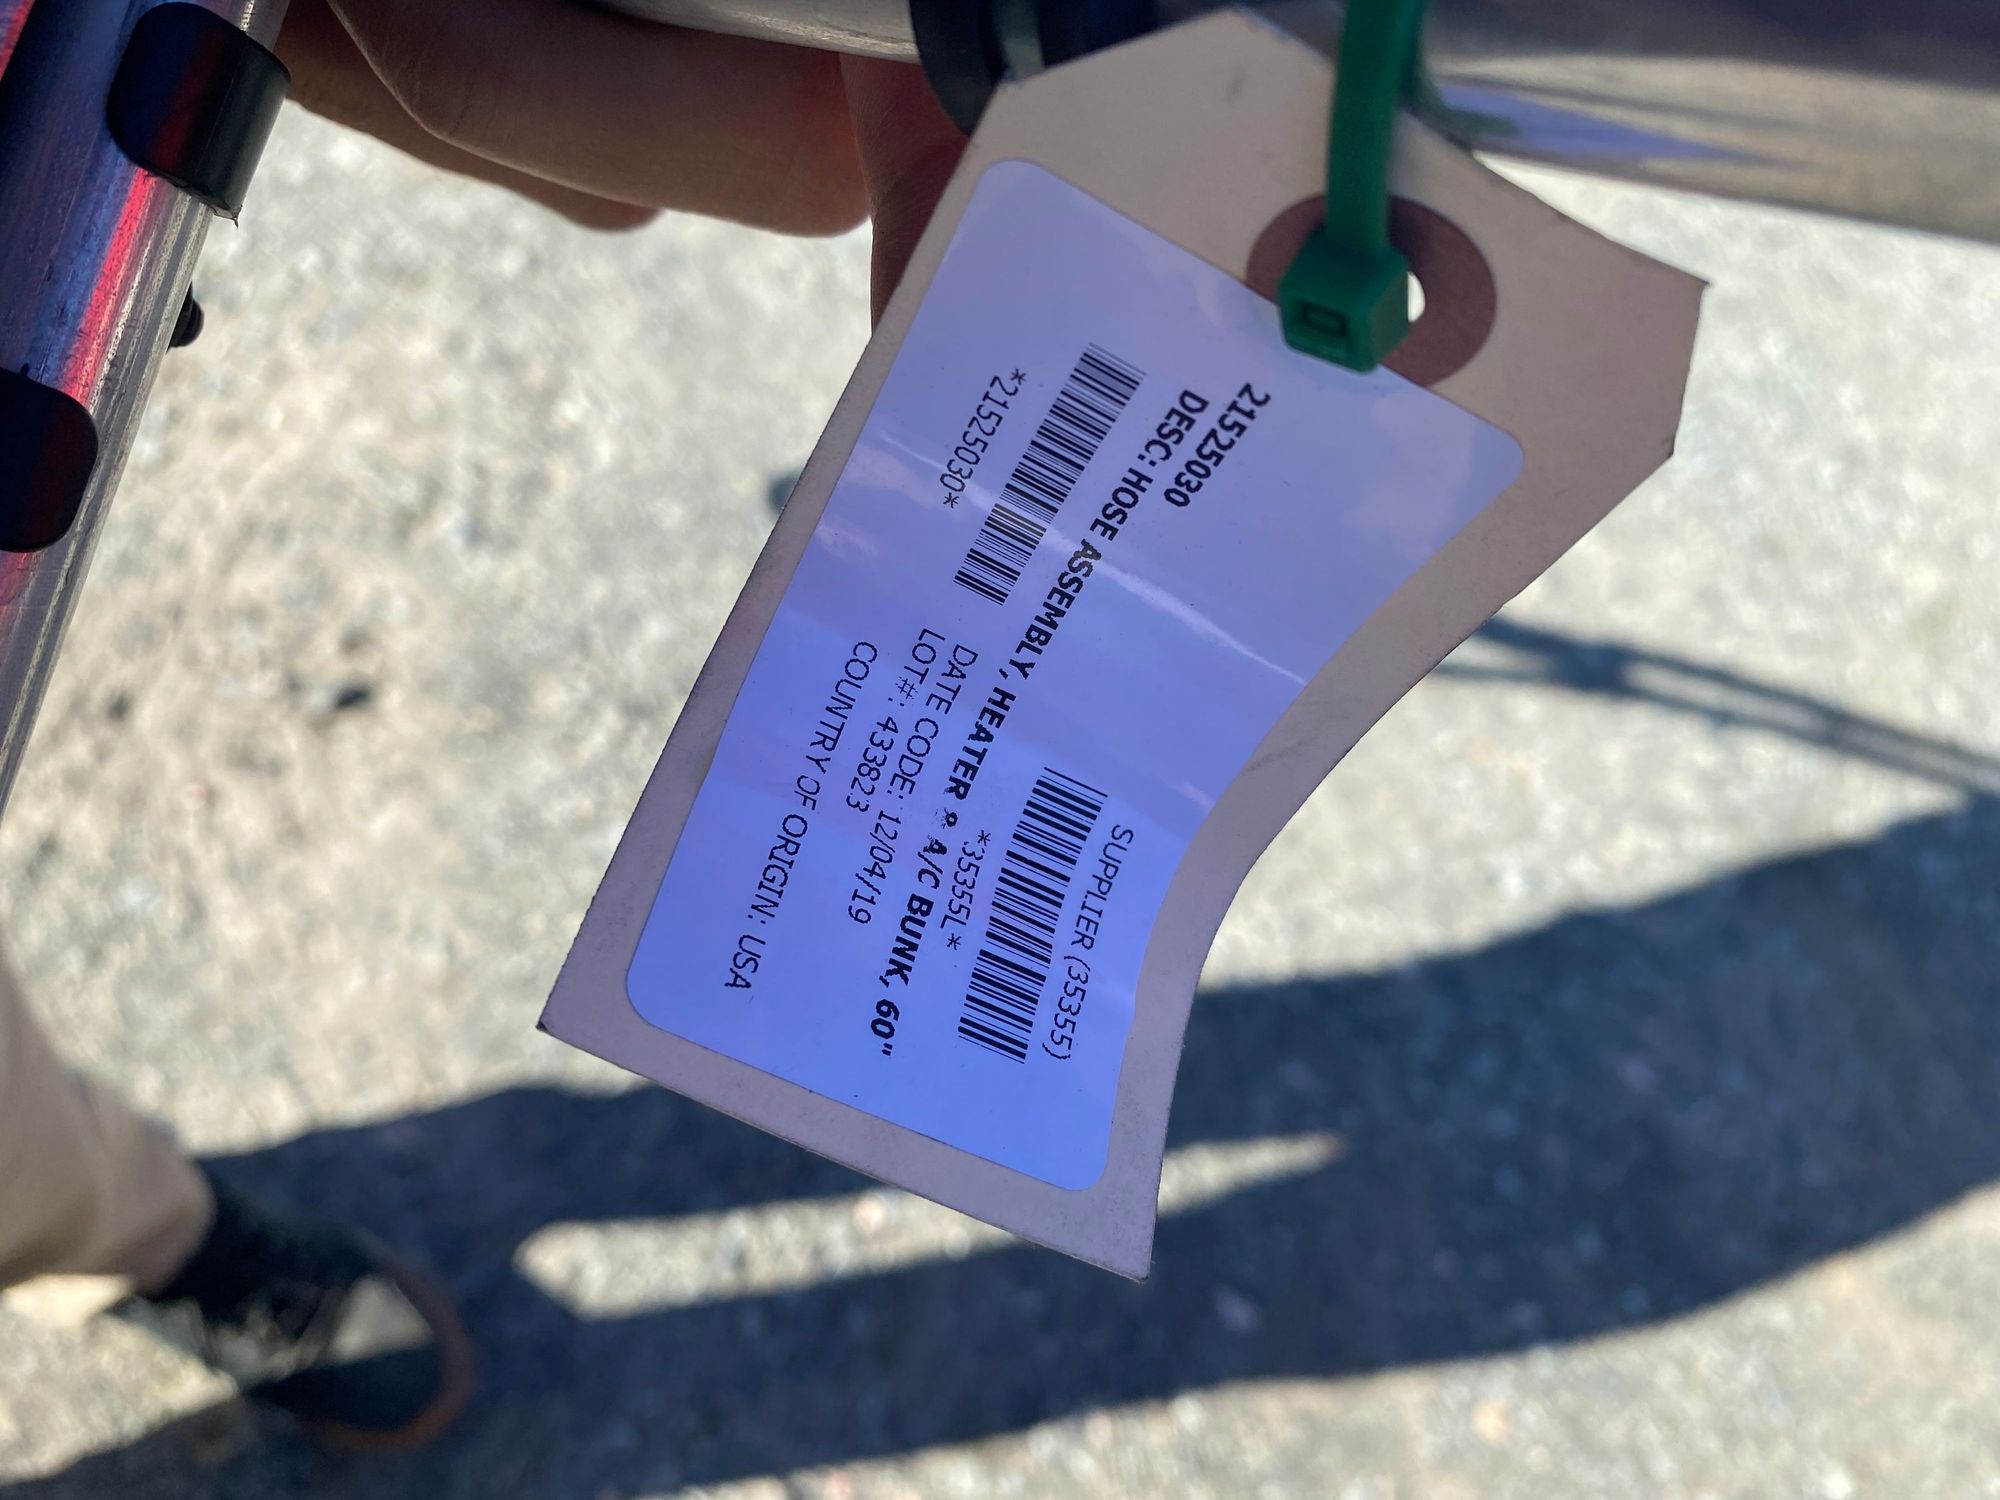 21525030
DESC: HOSE ASSEMBLY, HEATER & A/C BUNK, 60"
*21525030*
SUPPLIER (35355)
*35355L*
DATE CODE: 12/04/19
LOT#: 433823
COUNTRY OF ORIGIN: USA